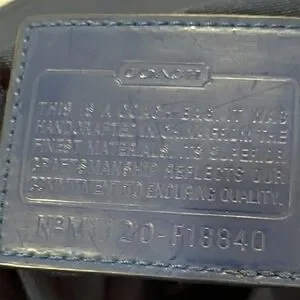 COACH
THIS IS A COACH BAG. IT WAS
HANDCRAFTED IN CHINA FROM THE
FINEST MATERIALS. ITS SUPERIOR
CRAFTSMANSHIP REFLECTS OUR
COMMITMENT TO ENDURING QUALITY.
-F18840